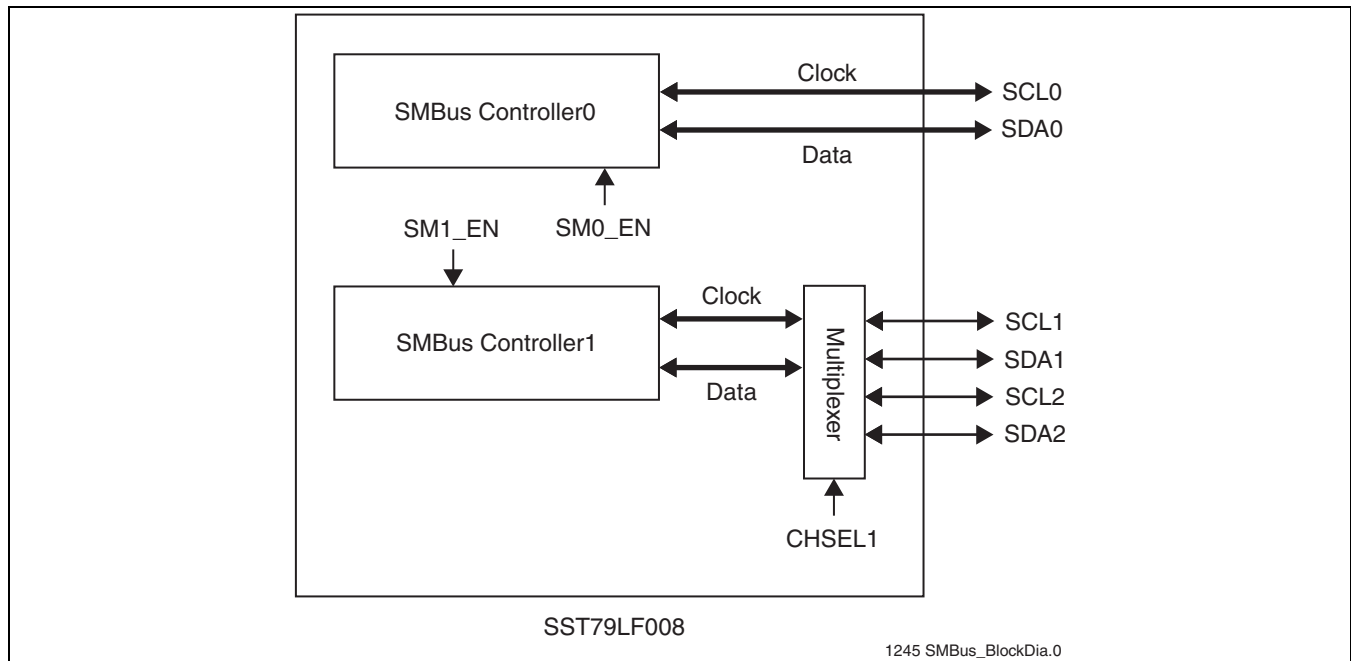 Clock
SMBus Controller0
SCL0
SDA0
Data
SM1_EN
SM0_EN
Clock
SMBus Controller1
Multiplexer
SCL1
SDA1
Data
SCL2
SDA2
CHSEL1
SST79LF008
1245 SMBus_BlockDia.0